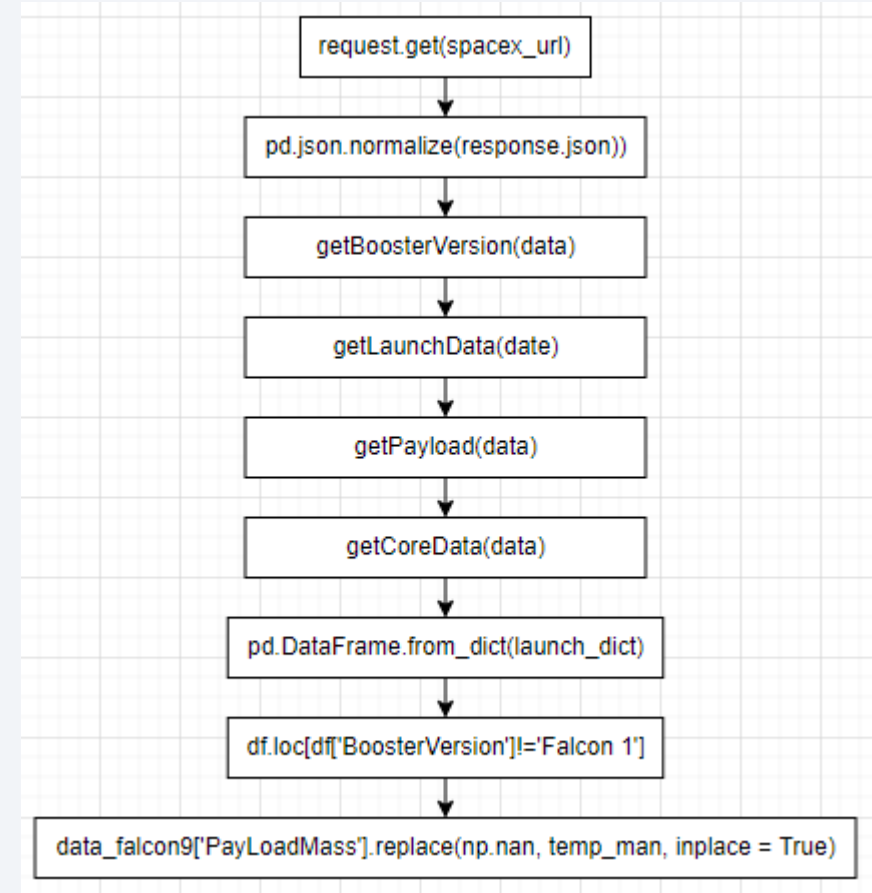 request.get(spacex_url)
pd.json.normalize(response.json))
getBoosterVersion(data)
getLaunchData(date)
getPayload(data)
getCoreData(data)
pd.DataFrame.from_dict(launch_dict)
df.loc[df['BoosterVersion']!='Falcon 1']
data_falcon9['PayLoadMass'].replace(np.nan, temp_man, inplace = True)